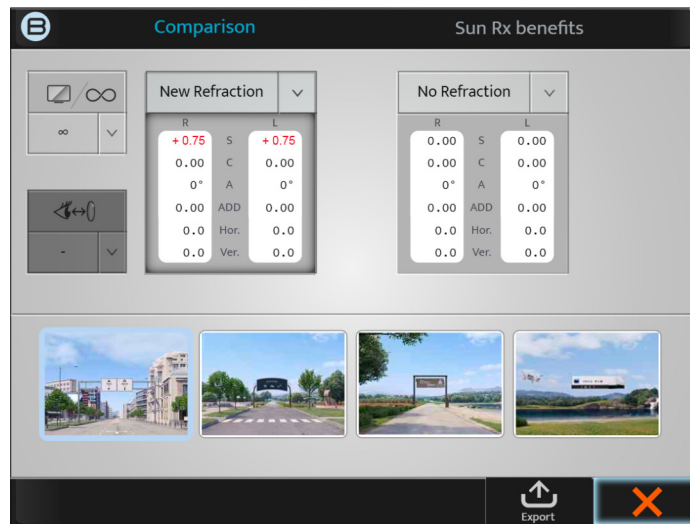 B Comparison Sun Rx benefits
/∞ New Refraction No Refraction
∞
R L R L
+ 0.75 S + 0.75 0.00 S 0.00
0.00 C 0.00 0.00 C 0.00
0° A 0° 0° A 0°
0.00 ADD 0.00 0.00 ADD 0.00
0.0 Hor. 0.0 0.0 Hor. 0.0
- 0.0 Ver. 0.0 0.0 Ver. 0.0
Export